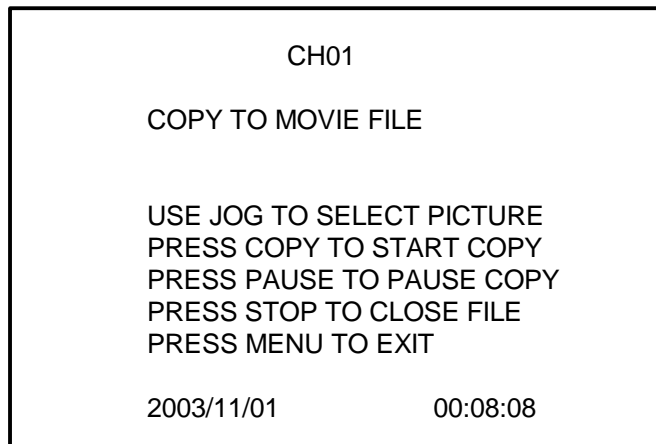 CH01
COPY TO MOVIE FILE
USE JOG TO SELECT PICTURE
PRESS COPY TO START COPY
PRESS PAUSE TO PAUSE COPY
PRESS STOP TO CLOSE FILE
PRESS MENU TO EXIT
2003/11/01 00:08:08